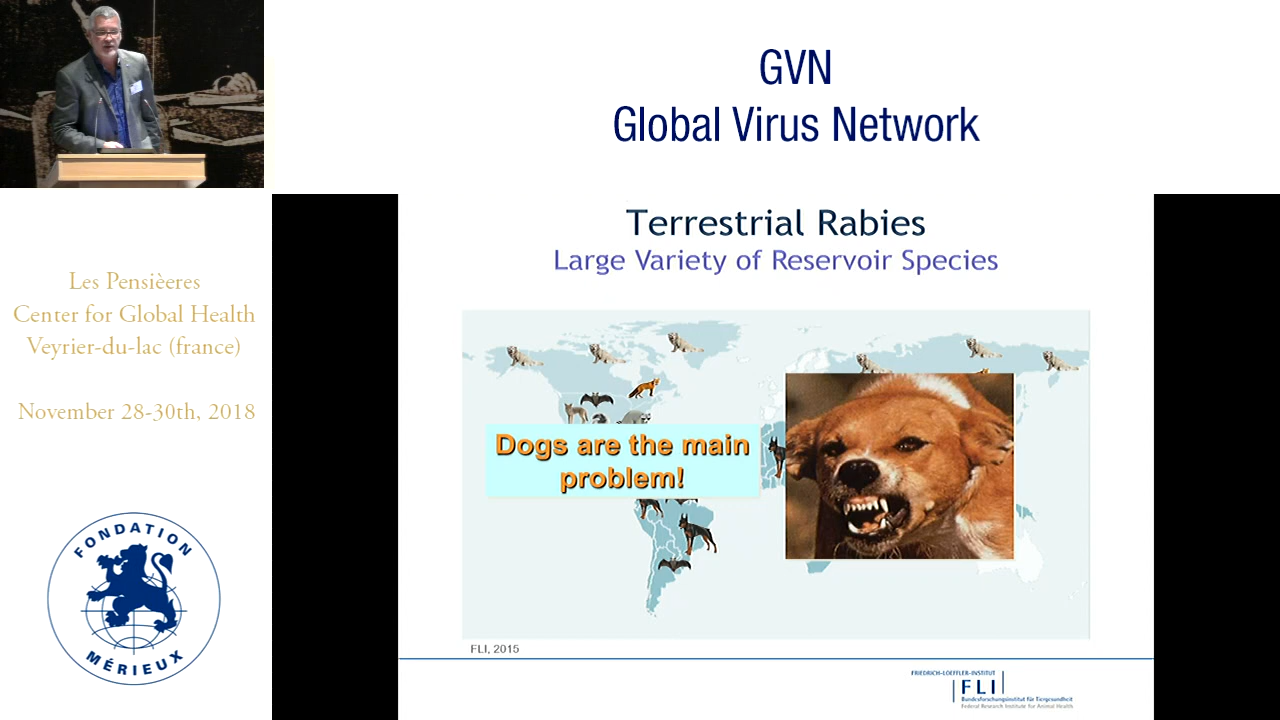 GVN
Global Virus Network
Les Pensièeres
Center for Global Health
Veyrier-du-lac (france)
November 28-30th, 2018
FONDATION
MÉRIEUX
Terrestrial Rabies
Large Variety of Reservoir Species
Dogs are the main
problem!
FLI, 2015
FRIEDRICH-LOEFFLER-INSTITUT
FLI
Bundesforschungsinstitut für Tiergesundheit
Federal Research Institute for Animal Health